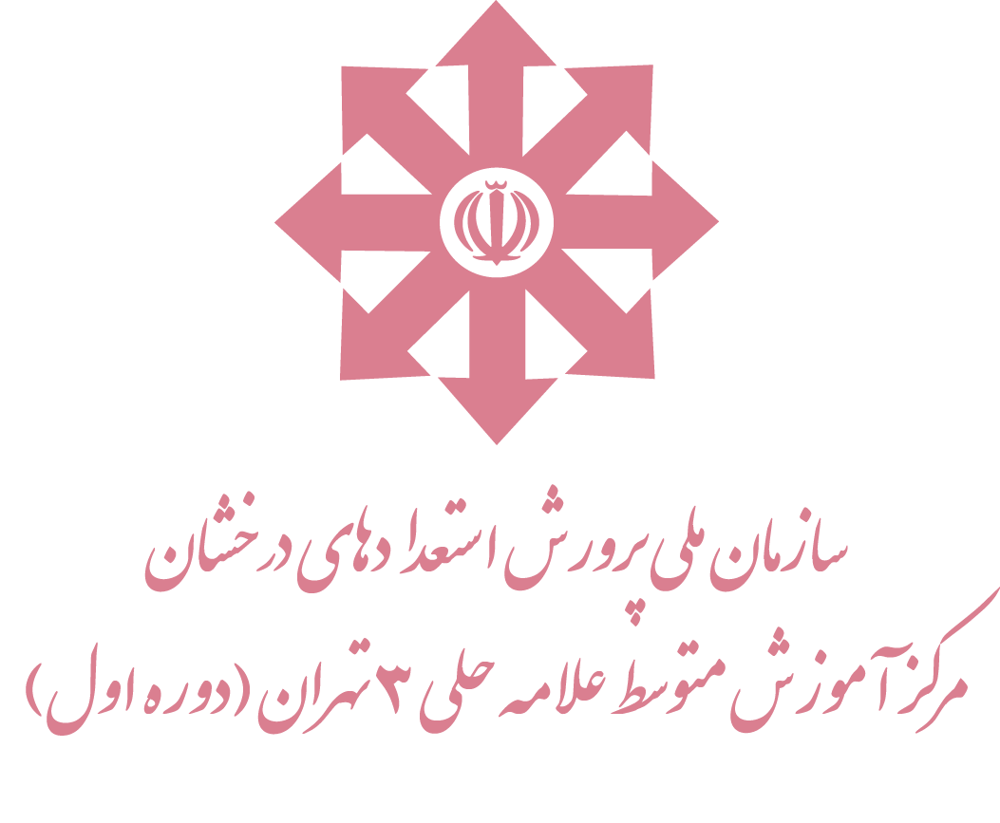 سازمان ملی پرورش استعدادهای درخشان
مرکز آموزش متوسط علامه حلی ۳ تهران (دوره اول)